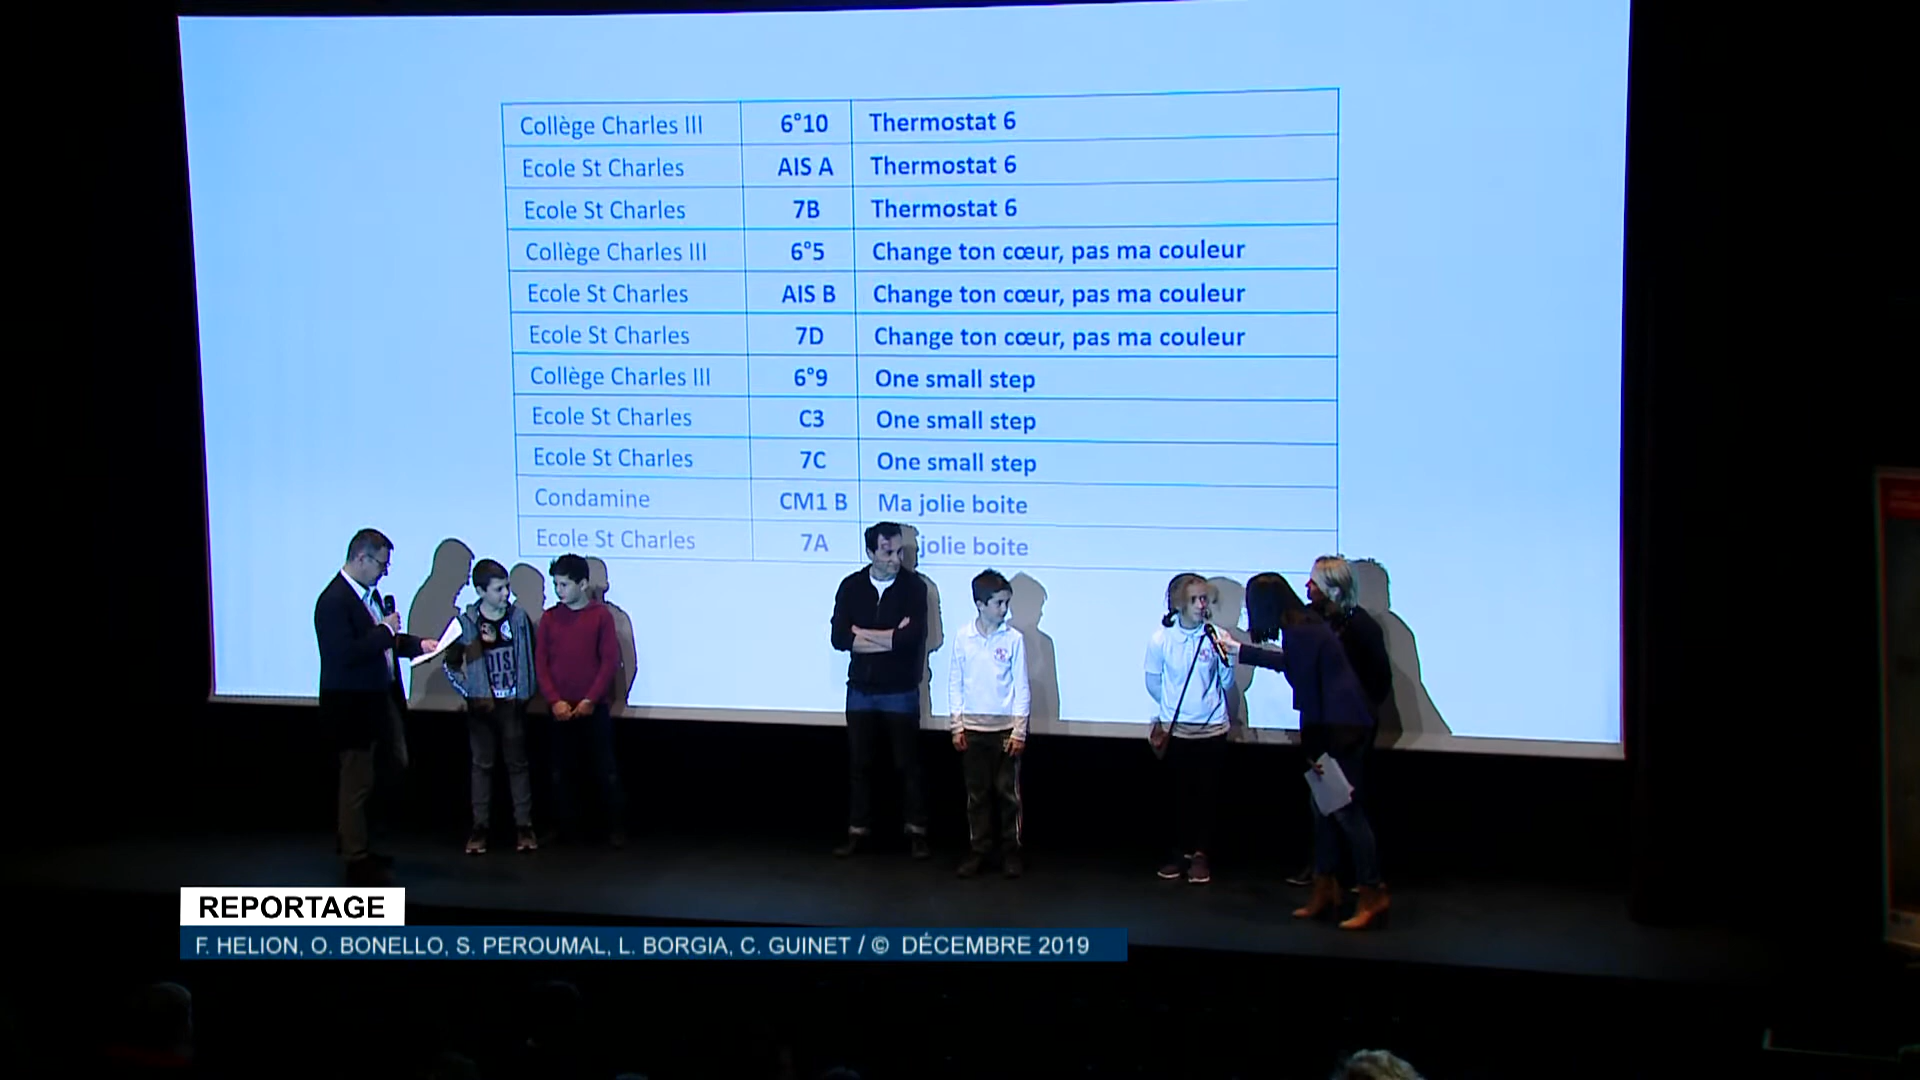 Collège Charles III 6°10 Thermostat 6
Ecole St Charles AIS A Thermostat 6
Ecole St Charles 7B Thermostat 6
Collège Charles III 6°5 Change ton cœur, pas ma couleur
Ecole St Charles AIS B Change ton cœur, pas ma couleur
Ecole St Charles 7D Change ton cœur, pas ma couleur
Collège Charles III 6°9 One small step
Ecole St Charles C3 One small step
Ecole St Charles 7C One small step
Condamine CM1 B Ma jolie boite
Ecole St Charles 7A jolie boite
REPORTAGE
F. HELION, O. BONELLO, S. PEROUMAL, L. BORGIA, C. GUINET / © DÉCEMBRE 2019